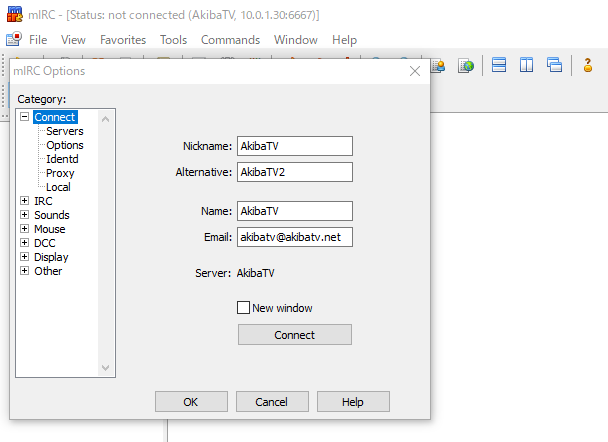 mIRC - [Status: not connected (AkibaTV, 10.0.1.30:6667)]
File View Favorites Tools Commands Window Help
mIRC Options
Category:
Connect
Servers
Options
Identd
Proxy
Local
IRC
Sounds
Mouse
DCC
Display
Other
Nickname: AkibaTV
Alternative: AkibaTV2
Name: AkibaTV
Email: akibatv@akibatv.net
Server: AkibaTV
New window
Connect
OK Cancel Help